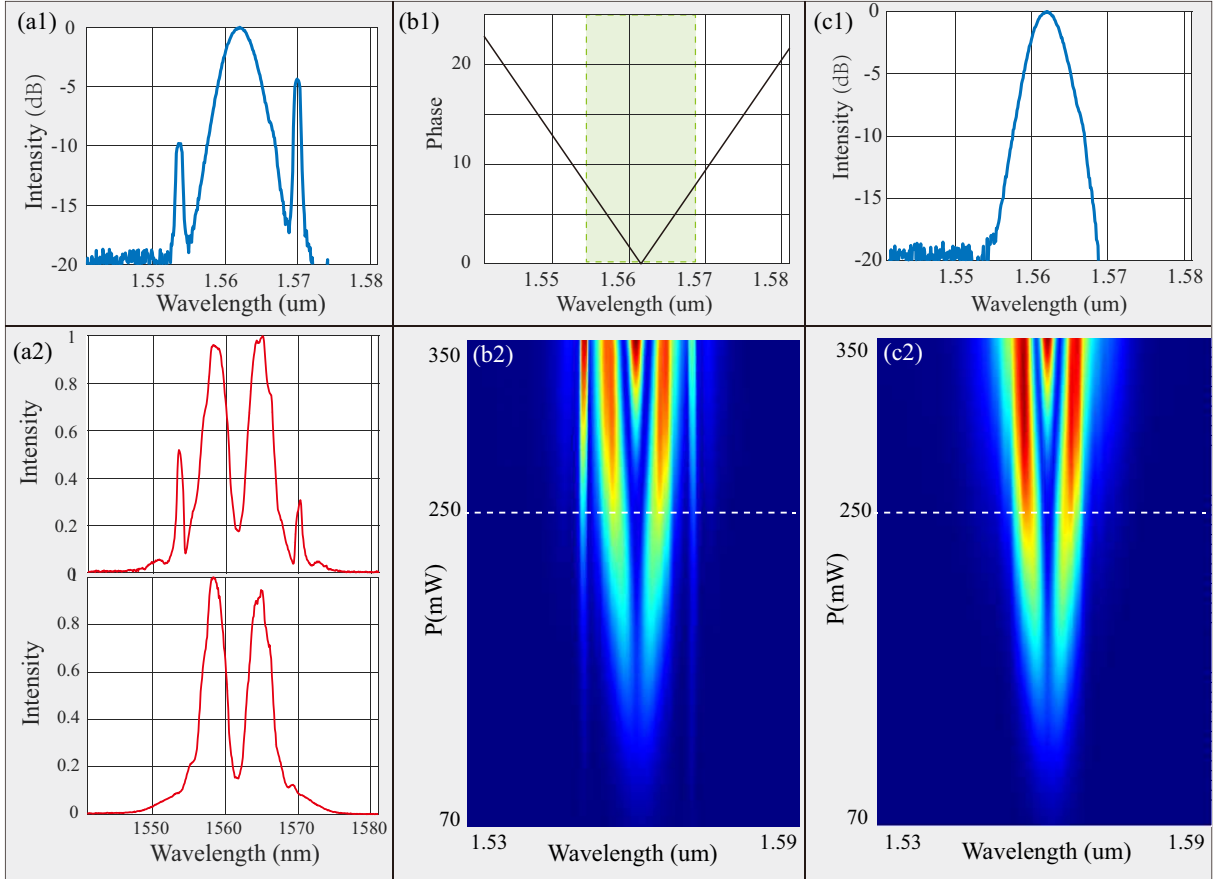 (a1)
0
-5
-10
-15
-20
Intensity (dB)
1.55
1.56
1.57
1.58
Wavelength (um)
(b1)
20
10
0
Phase
1.55
1.56
1.57
1.58
Wavelength (um)
(c1)
0
-5
-10
-15
-20
Intensity (dB)
1.55
1.56
1.57
1.58
Wavelength (um)
(a2)
1
0.8
0.6
0.4
0.2
0
Intensity
1
0.8
0.6
0.4
0.2
0
Intensity
1550
1560
1570
1580
Wavelength (nm)
(b2)
350
250
70
P(mW)
1.53
1.59
Wavelength (um)
(c2)
350
250
70
P(mW)
1.53
1.59
Wavelength (um)